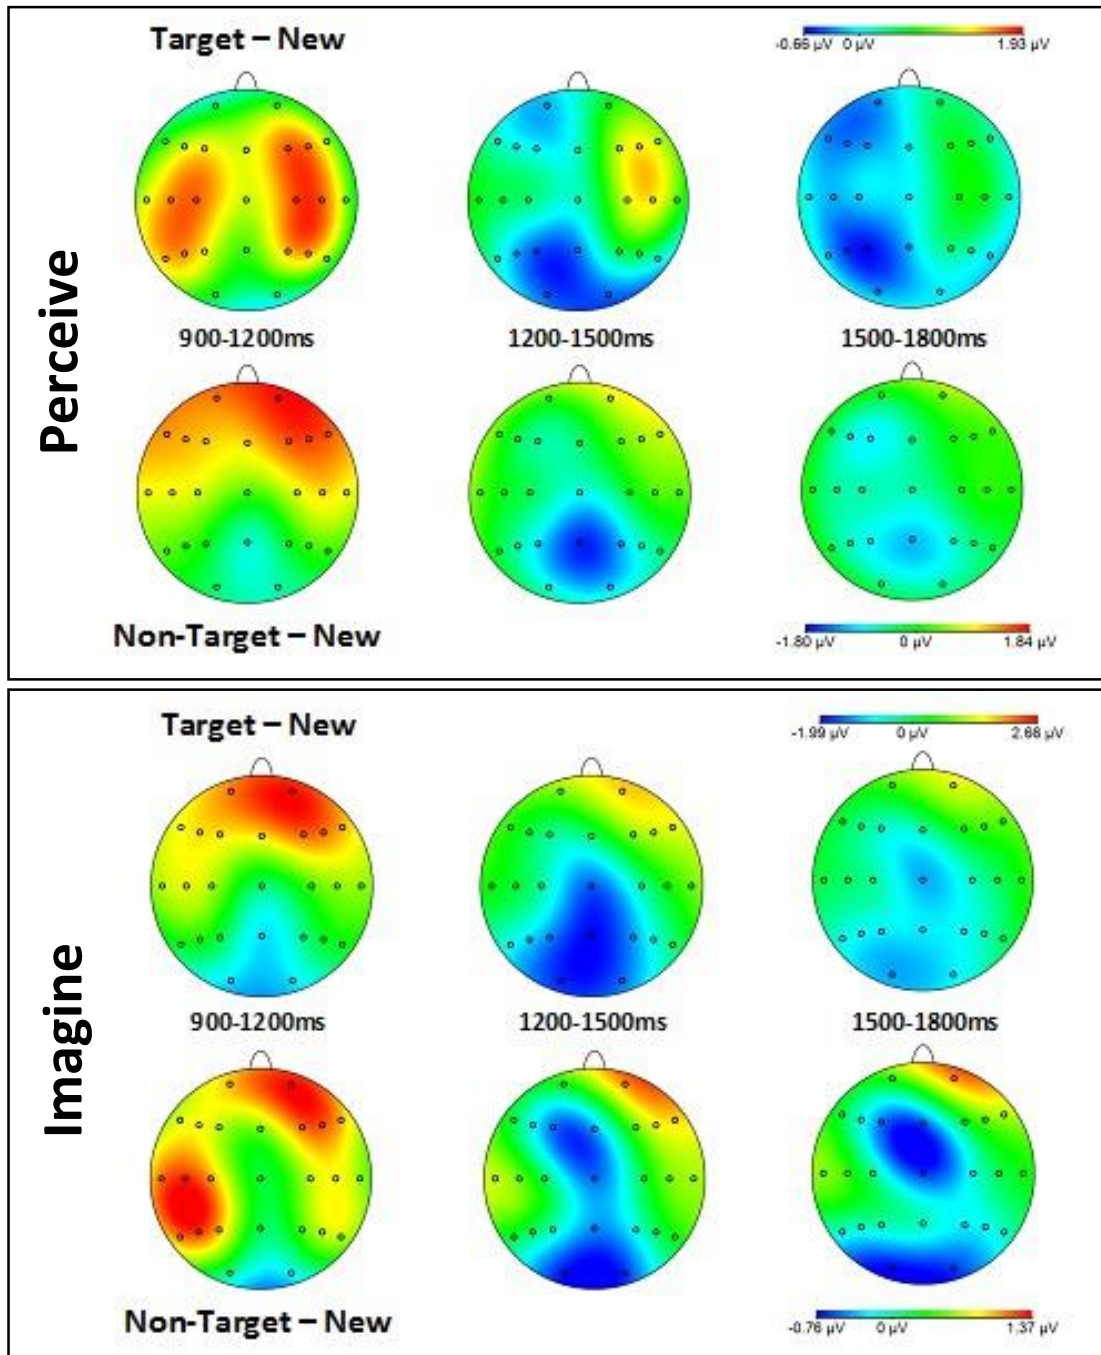 Target – New
-0.66 µV 0 µV 1.93 µV
Perceive
900-1200ms 1200-1500ms 1500-1800ms
Non-Target – New
-1.80 µV 0 µV 1.84 µV
Target – New
-1.99 µV 0 µV 2.66 µV
Imagine
900-1200ms 1200-1500ms 1500-1800ms
Non-Target – New
-0.76 µV 0 µV 1.37 µV